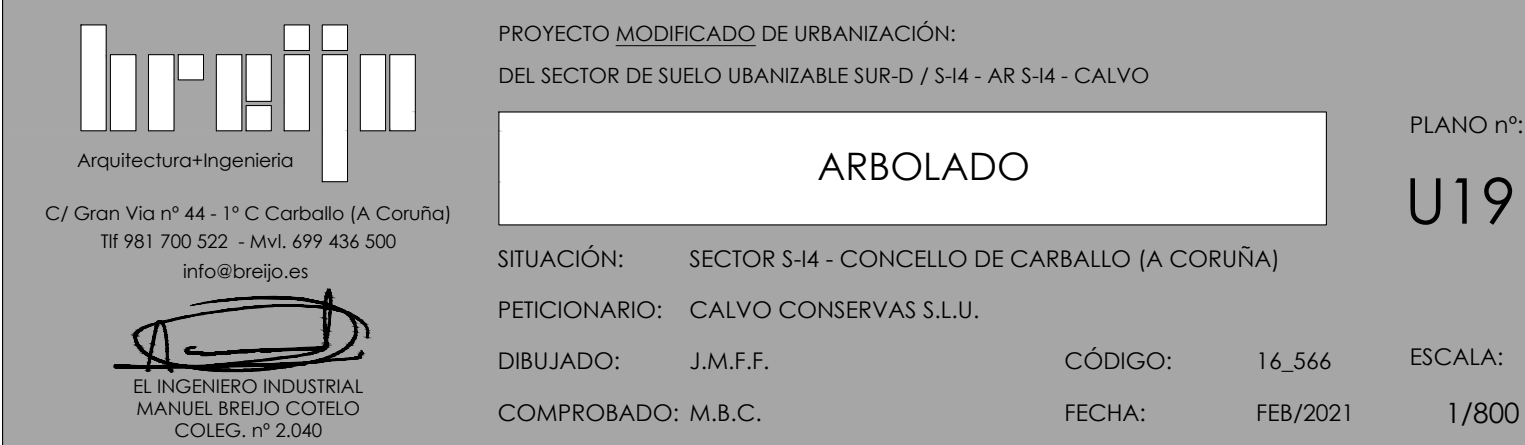 breijo
Arquitectura+Ingenieria
C/ Gran Via nº 44 - 1º C Carballo (A Coruña)
Tlf 981 700 522 - Mvl. 699 436 500
info@breijo.es
EL INGENIERO INDUSTRIAL
MANUEL BREIJO COTELO
COLEG. nº 2.040
PROYECTO MODIFICADO DE URBANIZACIÓN:
DEL SECTOR DE SUELO UBANIZABLE SUR-D / S-I4 - AR S-I4 - CALVO
ARBOLADO
SITUACIÓN: SECTOR S-I4 - CONCELLO DE CARBALLO (A CORUÑA)
PETICIONARIO: CALVO CONSERVAS S.L.U.
DIBUJADO: J.M.F.F. CÓDIGO: 16_566
COMPROBADO: M.B.C. FECHA: FEB/2021
PLANO nº:
U19
ESCALA:
1/800